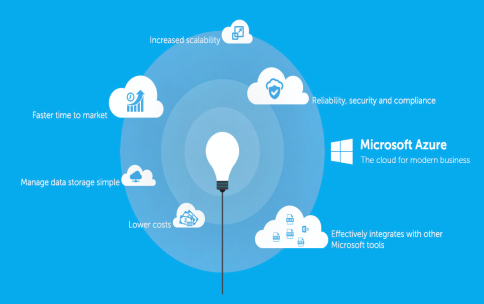 Increased scalability
Reliability, security and compliance
Faster time to market
Microsoft Azure
The cloud for modern business
Manage data storage simple
Lower costs
Effectively integrates with other
Microsoft tools